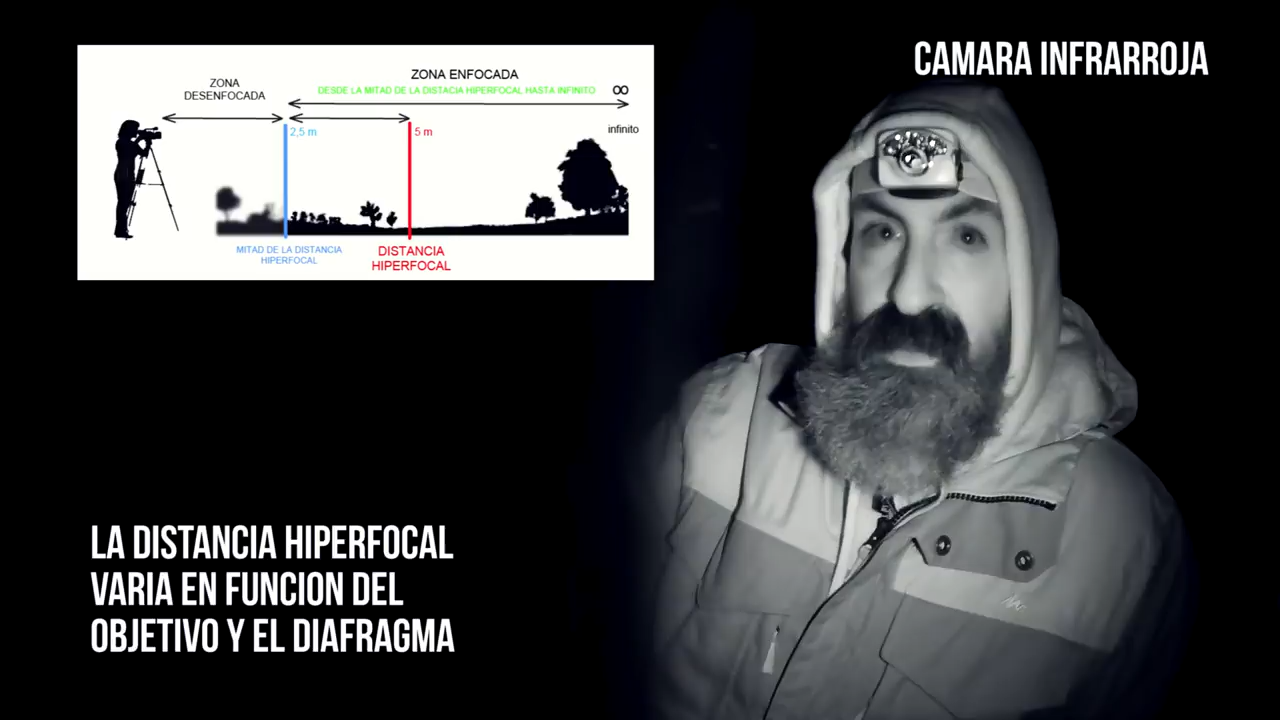 CAMARA INFRARROJA
ZONA ENFOCADA
ZONA
DESENFOCADA
DESDE LA MITAD DE LA DISTACIA HIPERFOCAL HASTA INFINITO
∞
2,5 m
5 m
infinito
MITAD DE LA DISTANCIA
HIPERFOCAL
DISTANCIA
HIPERFOCAL
LA DISTANCIA HIPERFOCAL
VARIA EN FUNCION DEL
OBJETIVO Y EL DIAFRAGMA